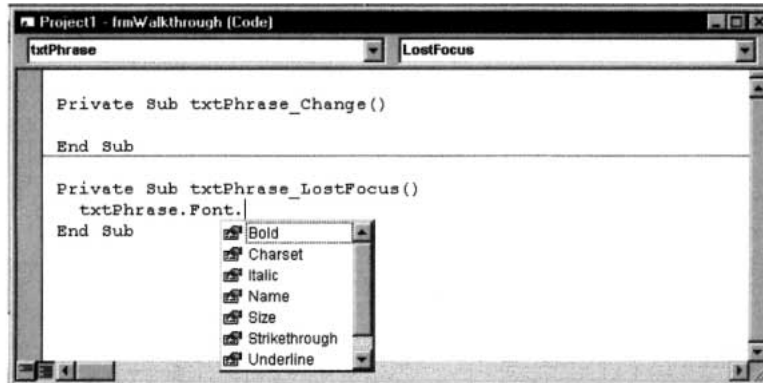 Project1 - frmWalkthrough (Code)
txtPhrase
LostFocus
Private Sub txtPhrase_Change()
End Sub
Private Sub txtPhrase_LostFocus()
txtPhrase.Font.
End Sub
Bold
Charset
Italic
Name
Size
Strikethrough
Underline